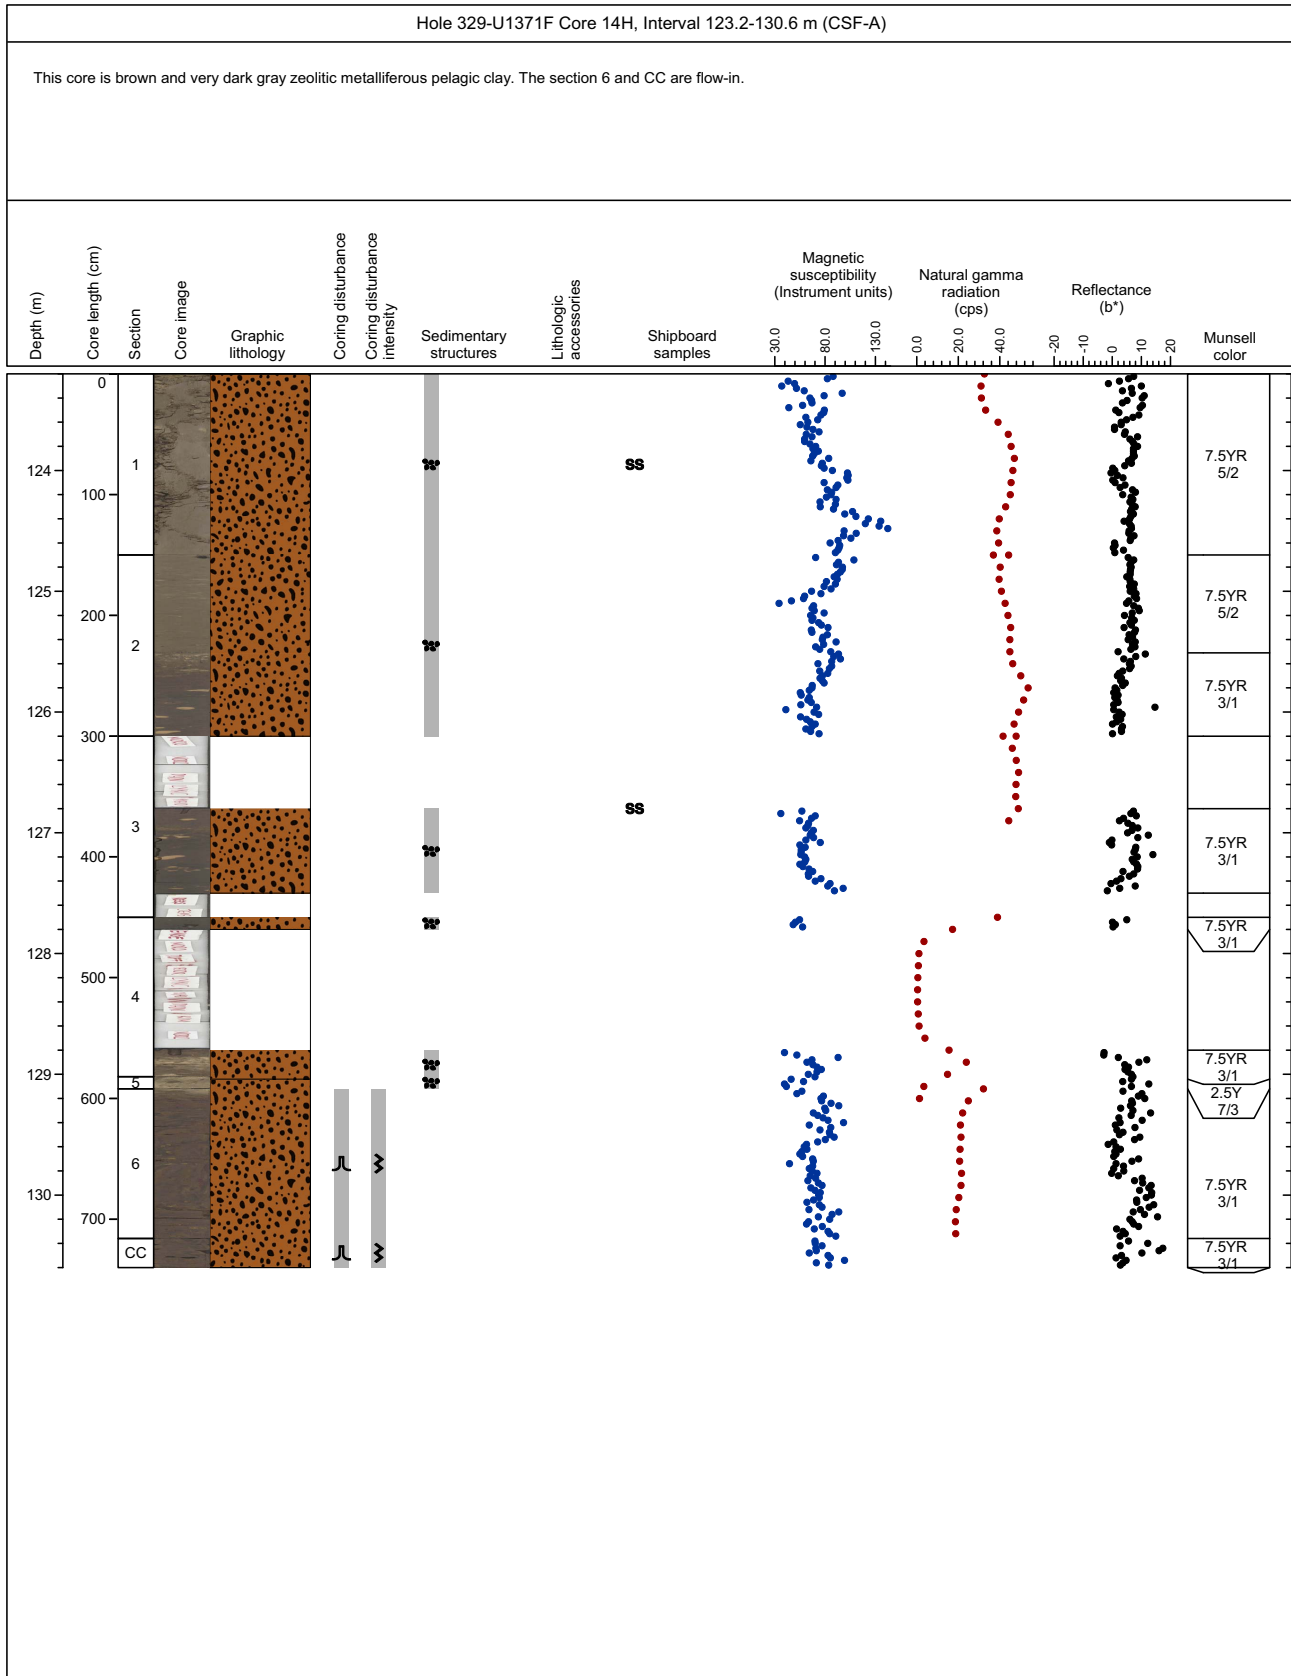 Hole 329-U1371F Core 14H, Interval 123.2-130.6 m (CSF-A)
This core is brown and very dark gray zeolitic metalliferous pelagic clay. The section 6 and CC are flow-in.
Depth (m)
Core length (cm)
Section
Core image
Graphic
lithology
Coring disturbance
Coring disturbance
intensity
Sedimentary
structures
Lithologic
accessories
Shipboard
samples
Magnetic
susceptibility
(Instrument units)
30.0
80.0
130.0
Natural gamma
radiation
(cps)
0.0
20.0
40.0
Reflectance
(b*)
-20
-10
0
10
20
Munsell
color
124
125
126
127
128
129
130
0
100
200
300
400
500
600
700
1
2
3
4
5
6
CC
SS
SS
7.5YR
5/2
7.5YR
5/2
7.5YR
3/1
7.5YR
3/1
7.5YR
3/1
7.5YR
3/1
2.5Y
7/3
7.5YR
3/1
7.5YR
3/1